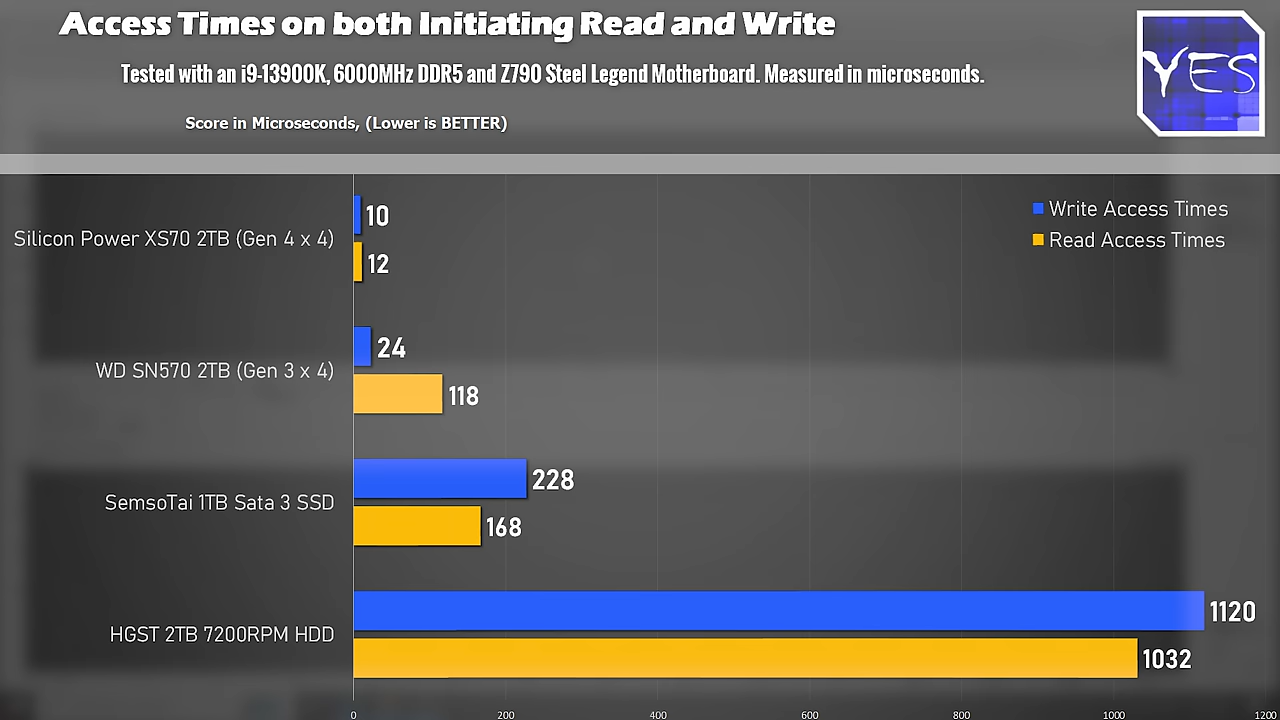 Access Times on both Initiating Read and Write
Tested with an i9-13900K, 6000MHz DDR5 and Z790 Steel Legend Motherboard. Measured in microseconds.
Score in Microseconds, (Lower is BETTER)
YES
Write Access Times
Read Access Times
Silicon Power XS70 2TB (Gen 4 x 4)
10
12
WD SN570 2TB (Gen 3 x 4)
24
118
SemsoTai 1TB Sata 3 SSD
228
168
HGST 2TB 7200RPM HDD
1120
1032
0 200 400 600 800 1000 1200